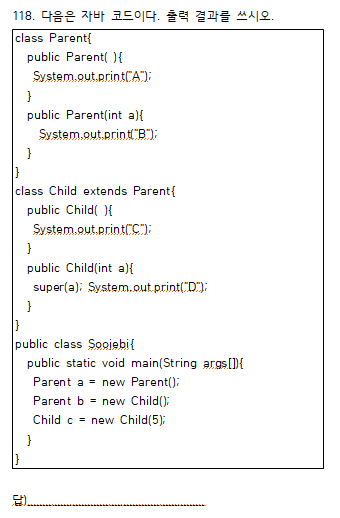 118. 다음은 자바 코드이다. 출력 결과를 쓰시오.
class Parent{
public Parent( ){
System.out.print("A");
}
public Parent(int a){
System.out.print("B");
}
}
class Child extends Parent{
public Child( ){
System.out.print("C");
}
public Child(int a){
super(a); System.out.print("D");
}
}
public class Soojebi{
public static void main(String args[]){
Parent a = new Parent();
Parent b = new Child();
Child c = new Child(5);
}
}
답)